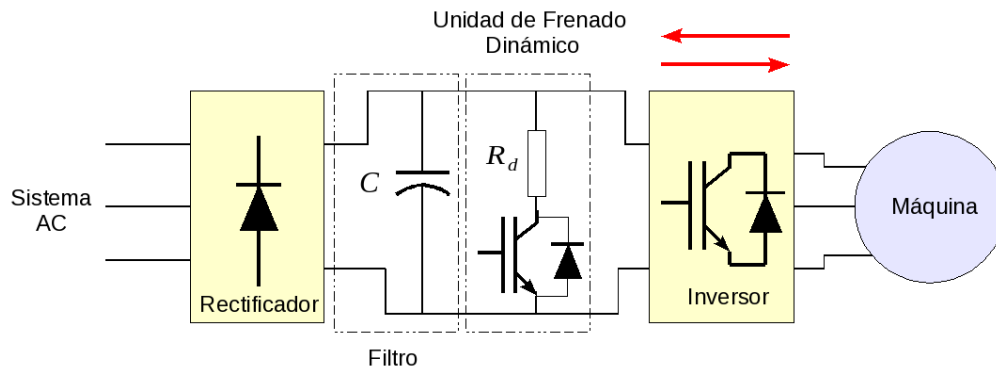 Unidad de Frenado
Dinámico
Sistema
AC
Rectificador
C
Filtro
R_d
Inversor
Máquina